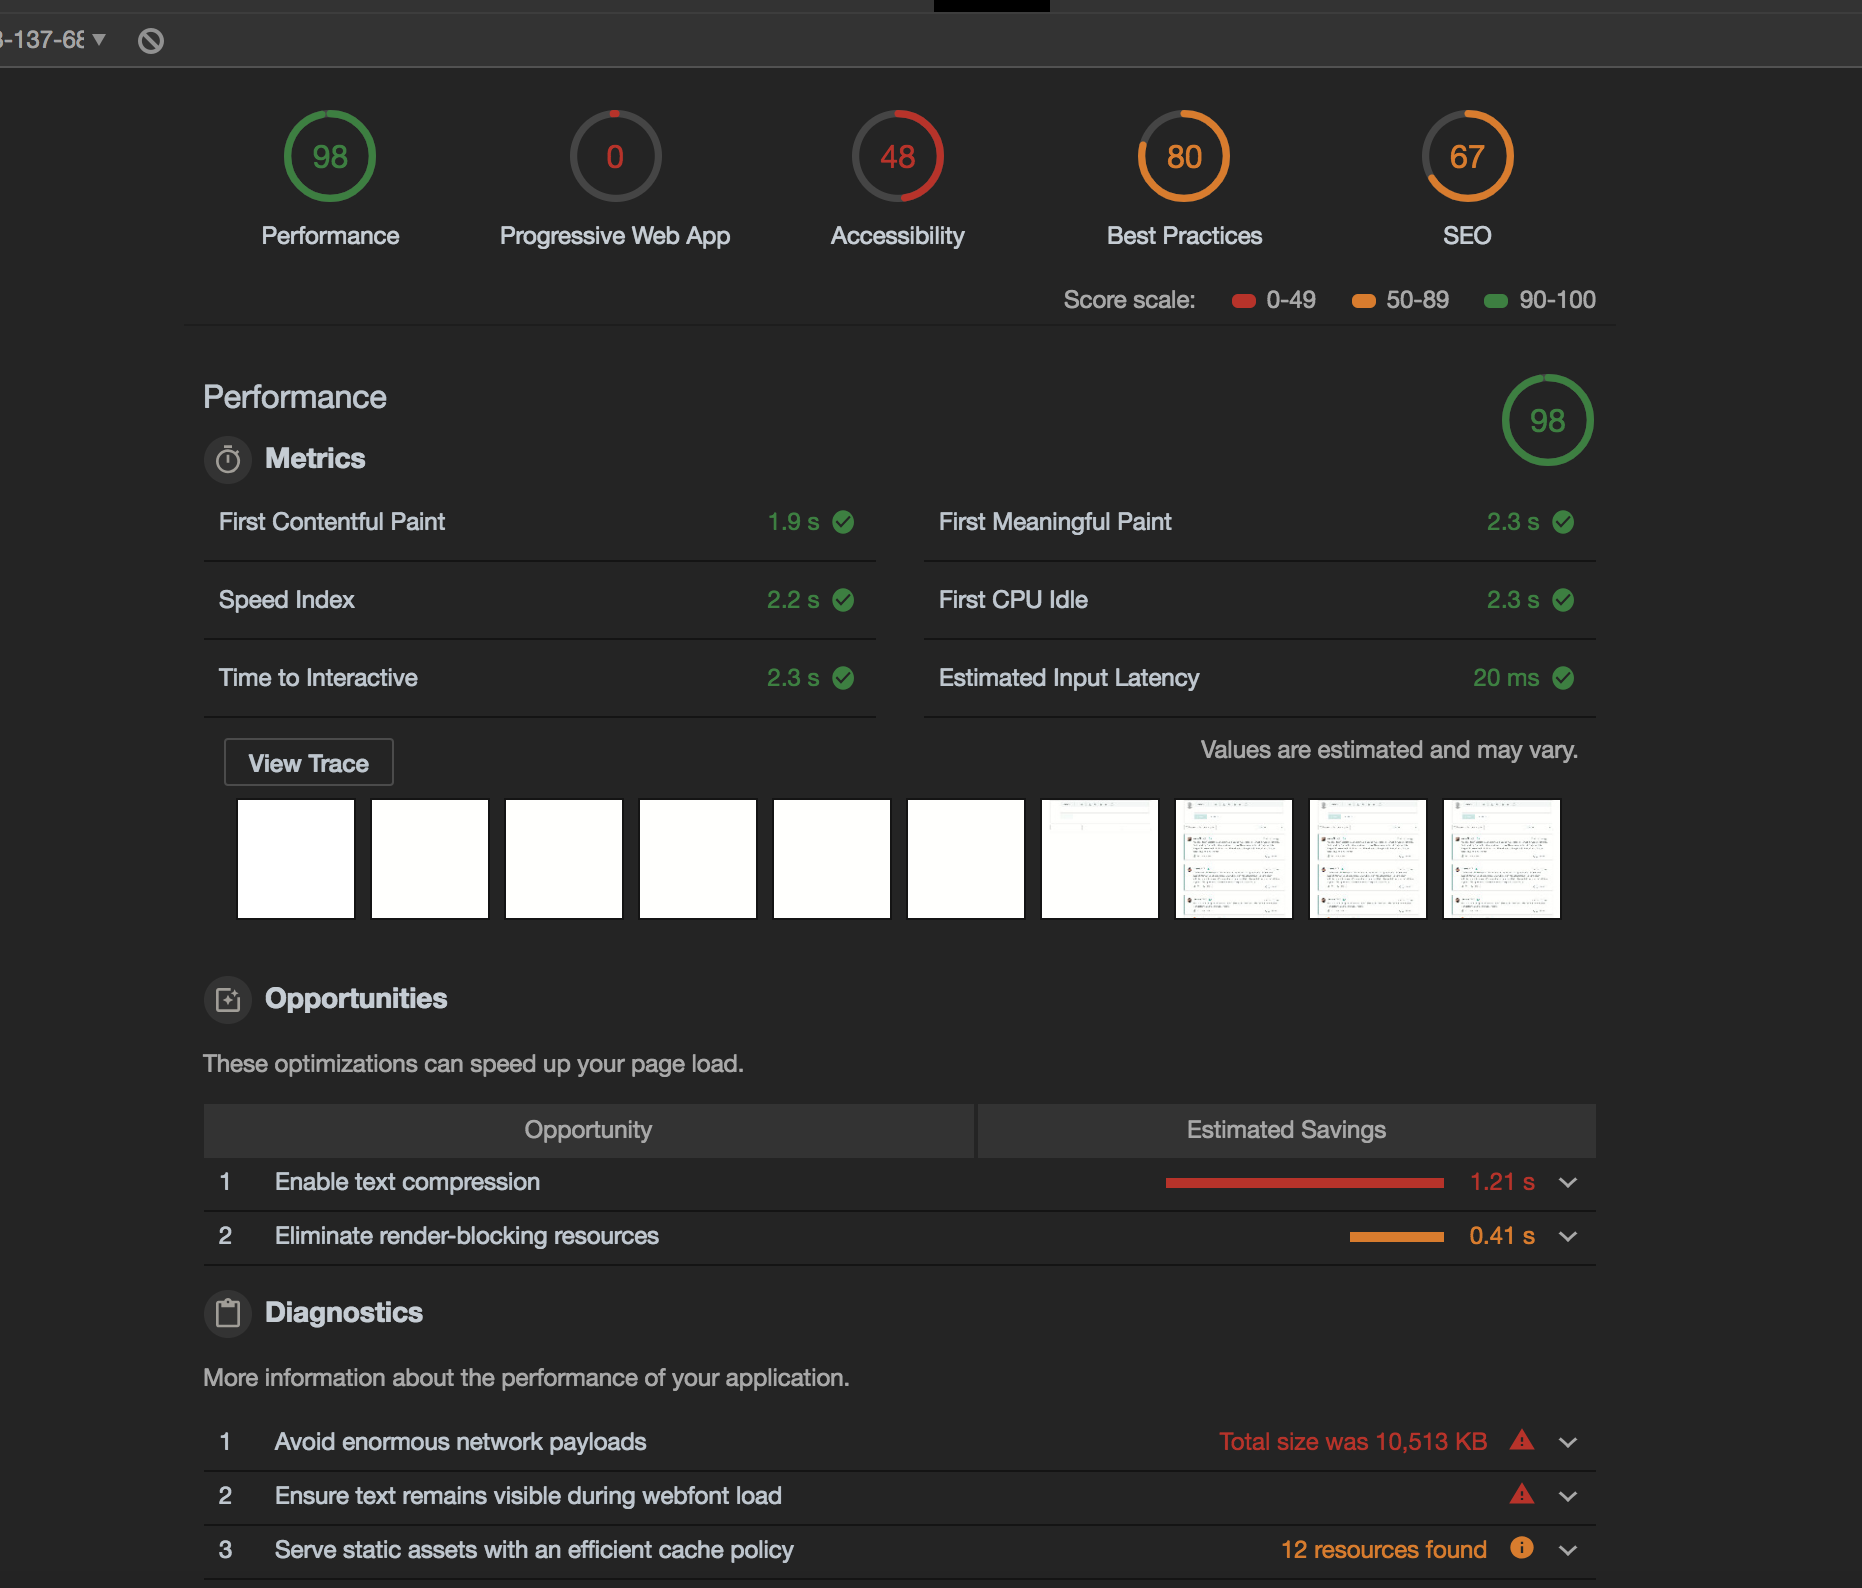 -137-68
98 0 48 80 67
Performance Progressive Web App Accessibility Best Practices SEO
Score scale: 0-49 50-89 90-100
Performance
98
Metrics
First Contentful Paint 1.9 s First Meaningful Paint 2.3 s
Speed Index 2.2 s First CPU Idle 2.3 s
Time to Interactive 2.3 s Estimated Input Latency 20 ms
View Trace Values are estimated and may vary.
Opportunities
These optimizations can speed up your page load.
Opportunity Estimated Savings
1 Enable text compression 1.21 s
2 Eliminate render-blocking resources 0.41 s
Diagnostics
More information about the performance of your application.
1 Avoid enormous network payloads Total size was 10,513 KB
2 Ensure text remains visible during webfont load
3 Serve static assets with an efficient cache policy 12 resources found